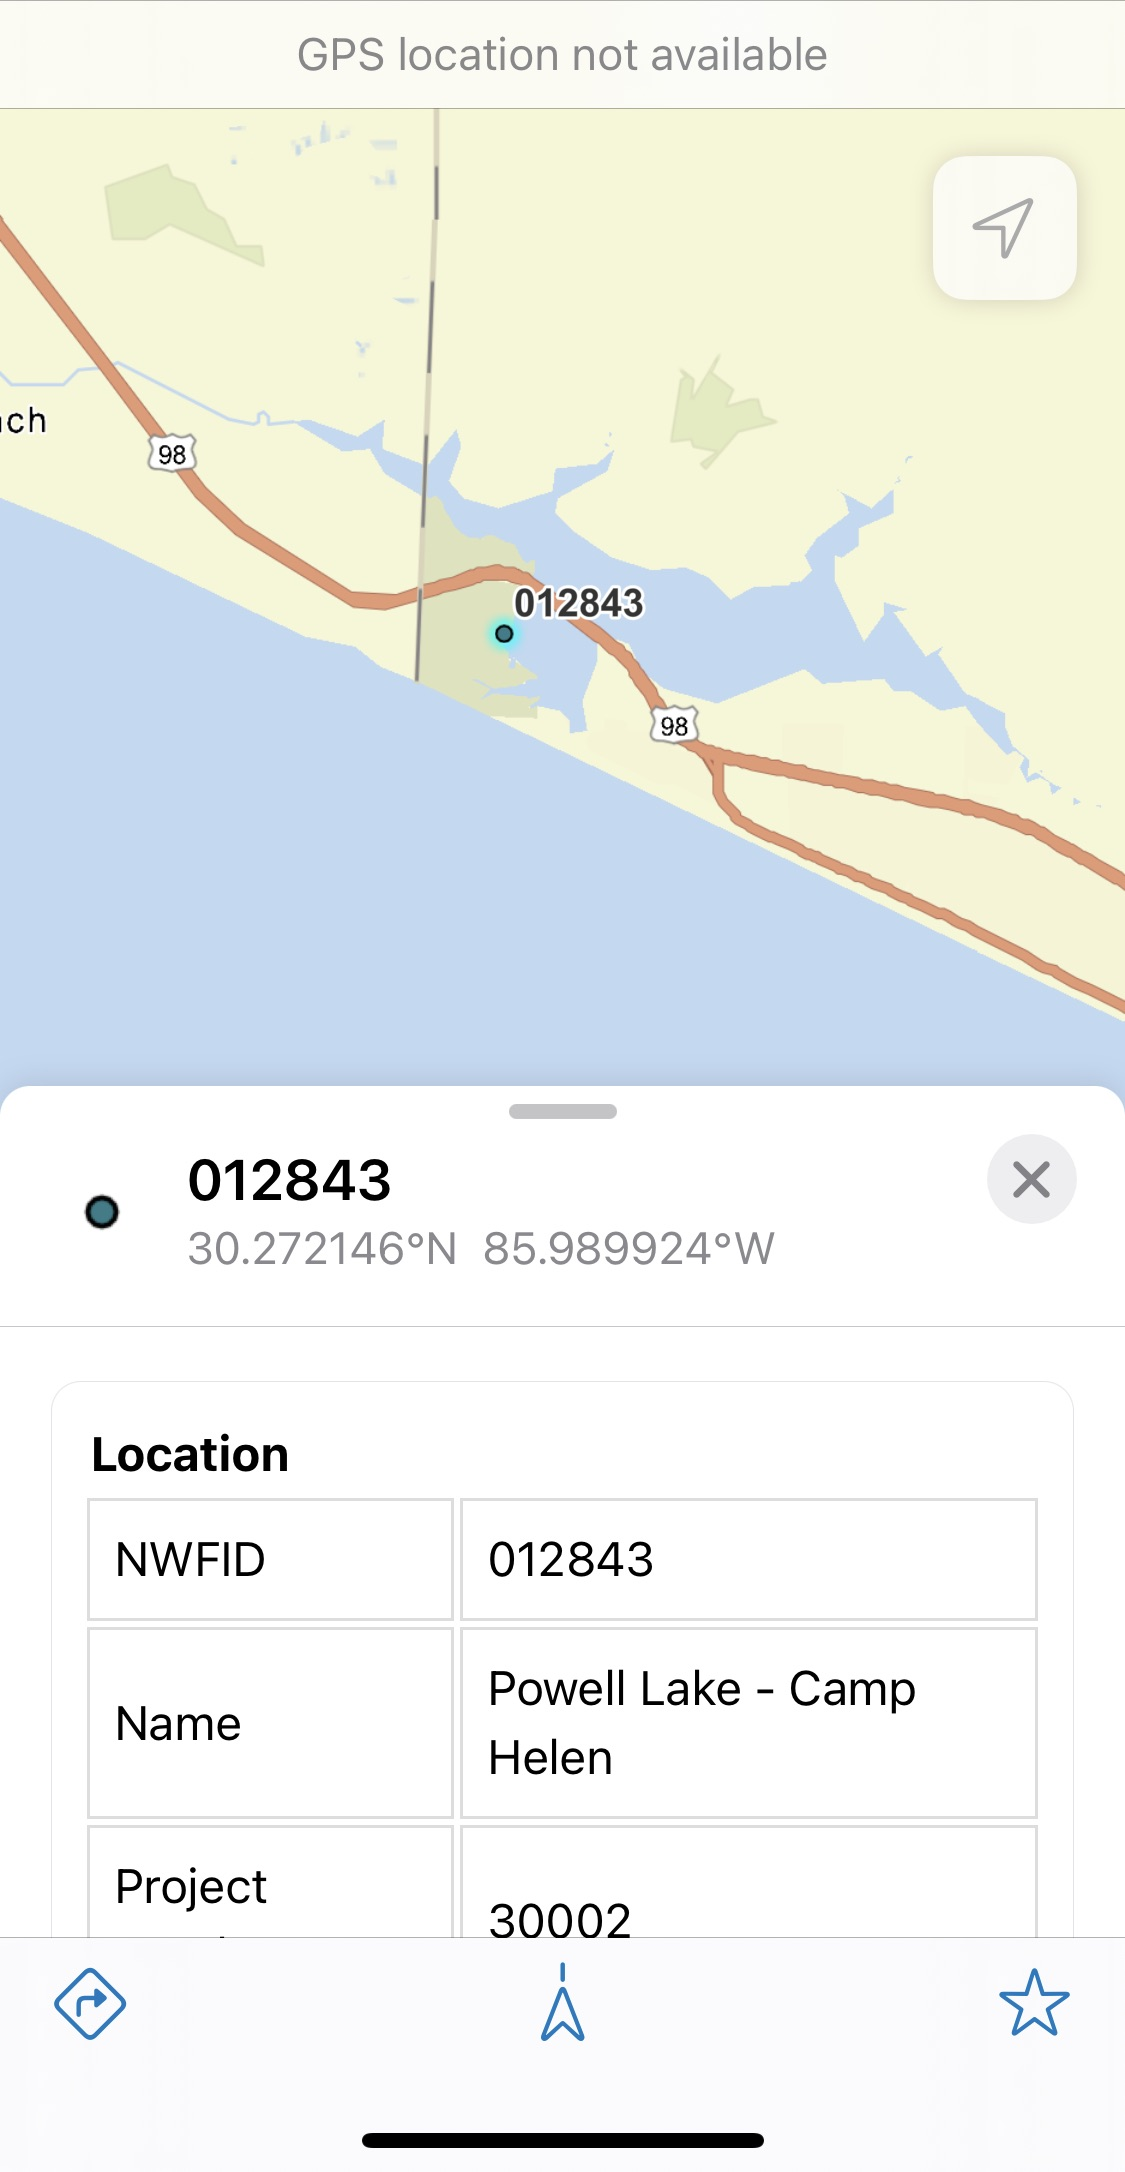 GPS location not available
ch
98
012843
98
012843
30.272146°N 85.989924°W
Location
NWFID
012843
Name
Powell Lake - Camp
Helen
Project
30002